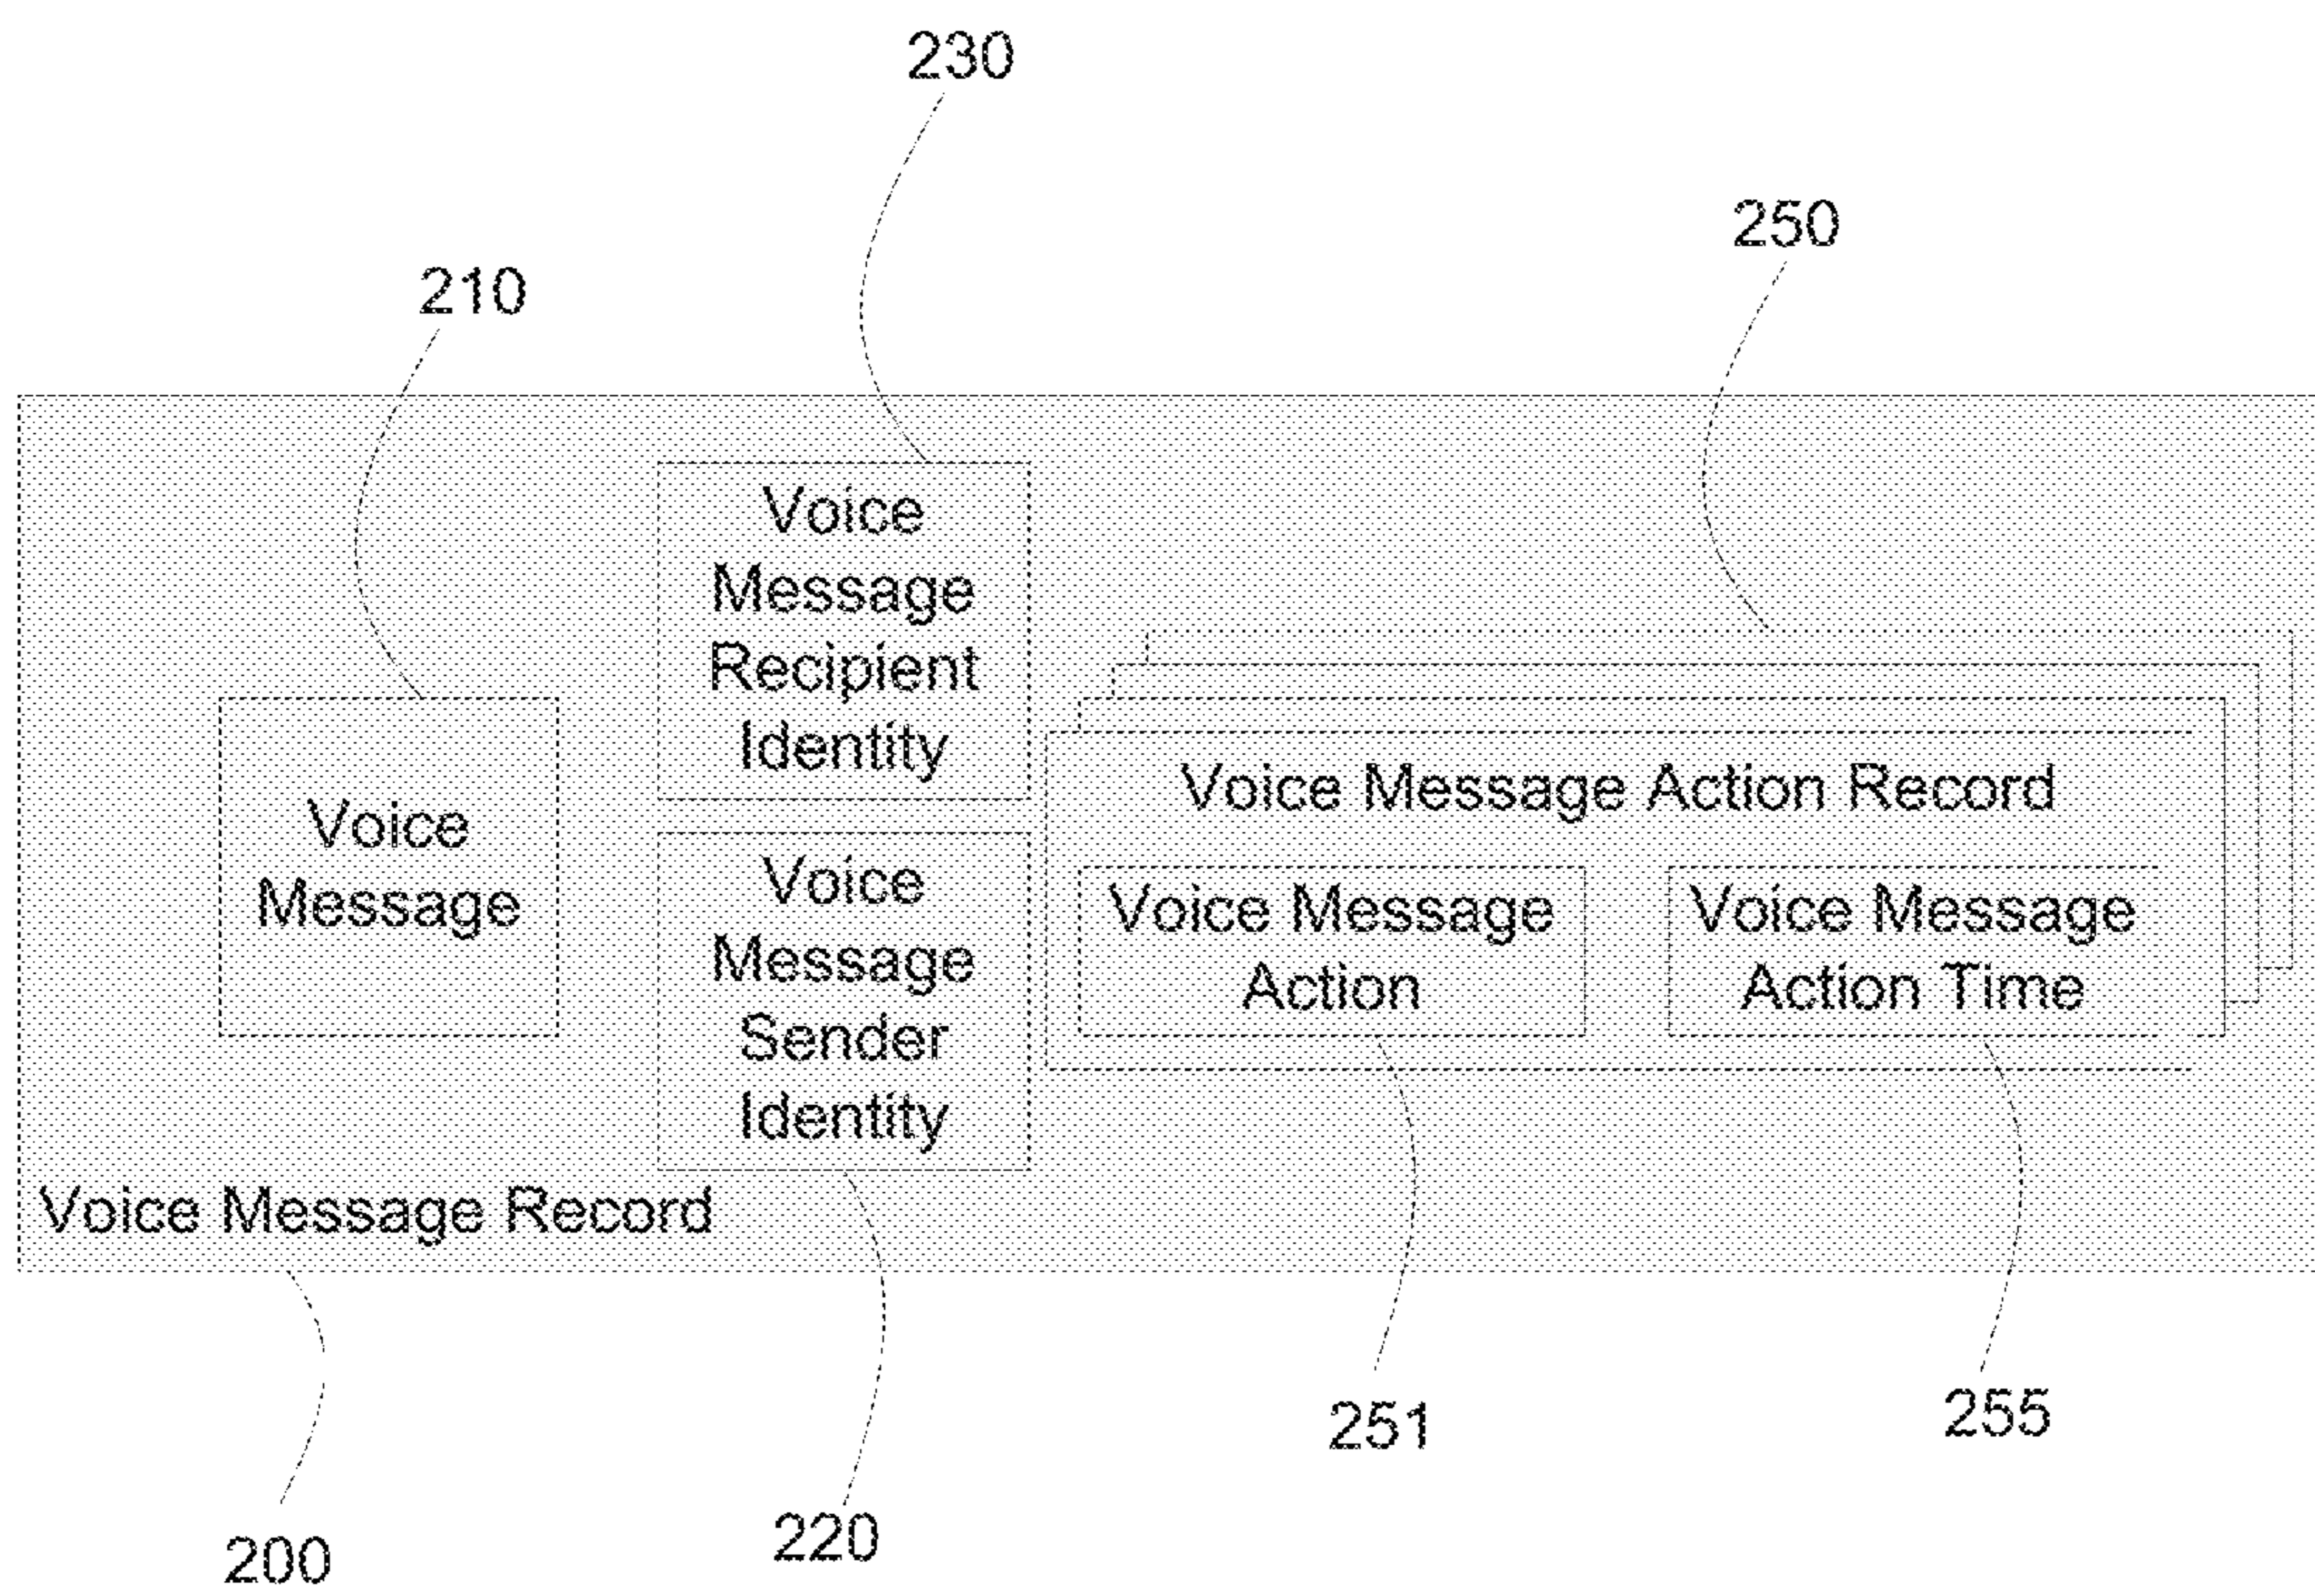 230
250
210
Voice
Message
Recipient
Identity
Voice
Message
Voice Message Action Record
Voice
Message
Sender
Identity
Voice Message
Action
Voice Message
Action Time
Voice Message Record
251
255
220
200